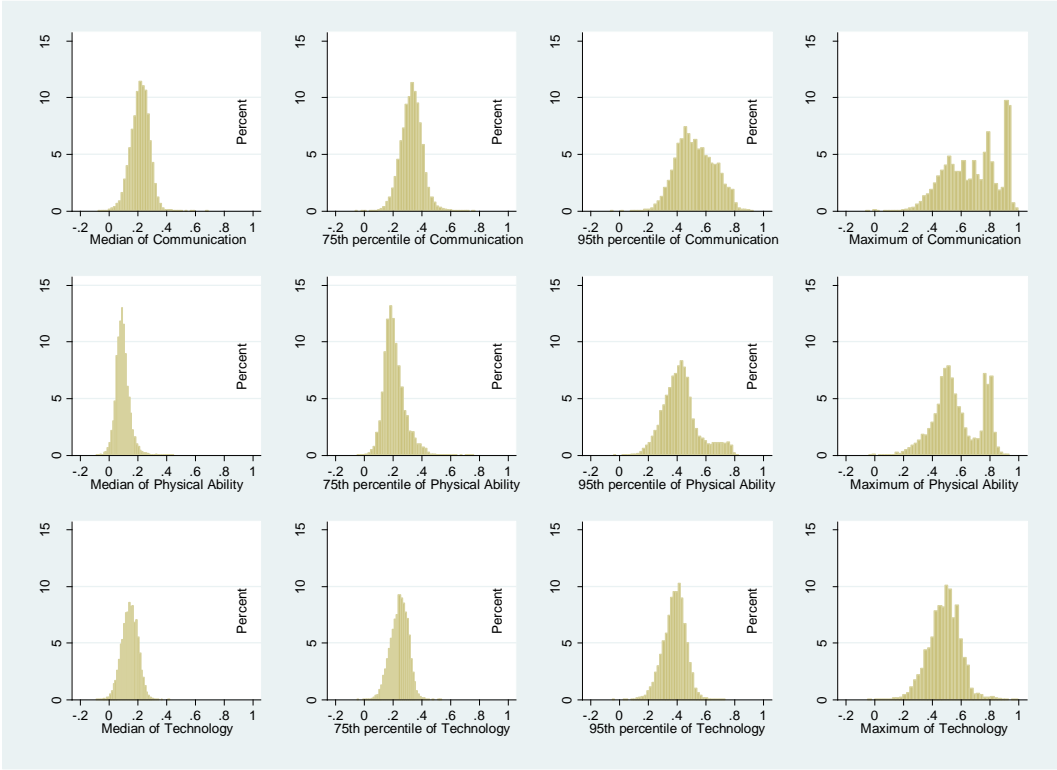 15
10
5
0
Percent
-.2 0 .2 .4 .6 .8 1
Median of Communication
15
10
5
0
Percent
-.2 0 .2 .4 .6 .8 1
75th percentile of Communication
15
10
5
0
Percent
-.2 0 .2 .4 .6 .8 1
95th percentile of Communication
15
10
5
0
-.2 0 .2 .4 .6 .8 1
Maximum of Communication
15
10
5
0
Percent
-.2 0 .2 .4 .6 .8 1
Median of Physical Ability
15
10
5
0
Percent
-.2 0 .2 .4 .6 .8 1
75th percentile of Physical Ability
15
10
5
0
Percent
-.2 0 .2 .4 .6 .8 1
95th percentile of Physical Ability
15
10
5
0
-.2 0 .2 .4 .6 .8 1
Maximum of Physical Ability
15
10
5
0
Percent
-.2 0 .2 .4 .6 .8 1
Median of Technology
15
10
5
0
Percent
-.2 0 .2 .4 .6 .8 1
75th percentile of Technology
15
10
5
0
Percent
-.2 0 .2 .4 .6 .8 1
95th percentile of Technology
15
10
5
0
-.2 0 .2 .4 .6 .8 1
Maximum of Technology